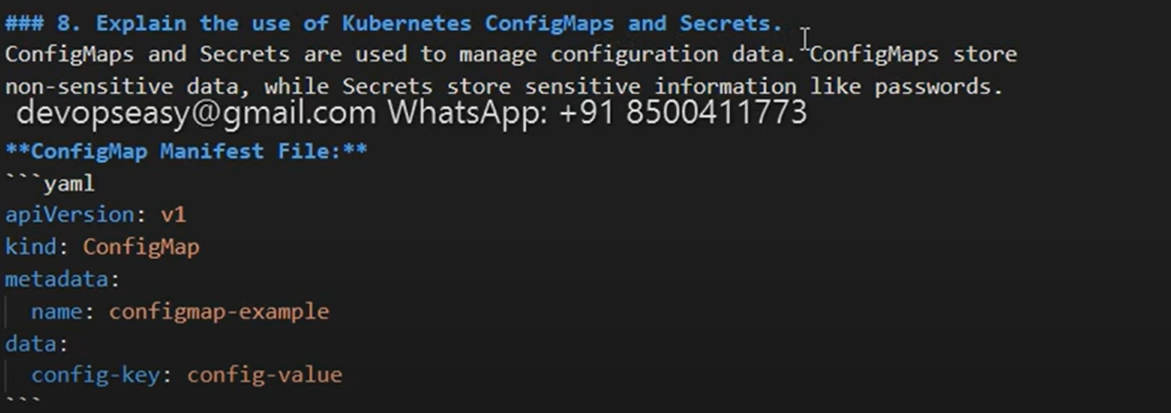 ### 8. Explain the use of Kubernetes ConfigMaps and Secrets.
ConfigMaps and Secrets are used to manage configuration data. ConfigMaps store
non-sensitive data, while Secrets store sensitive information like passwords.
devopseasy@gmail.com WhatsApp: +91 8500411773
**ConfigMap Manifest File:**
```yaml
apiVersion: v1
kind: ConfigMap
metadata:
  name: configmap-example
data:
  config-key: config-value
```